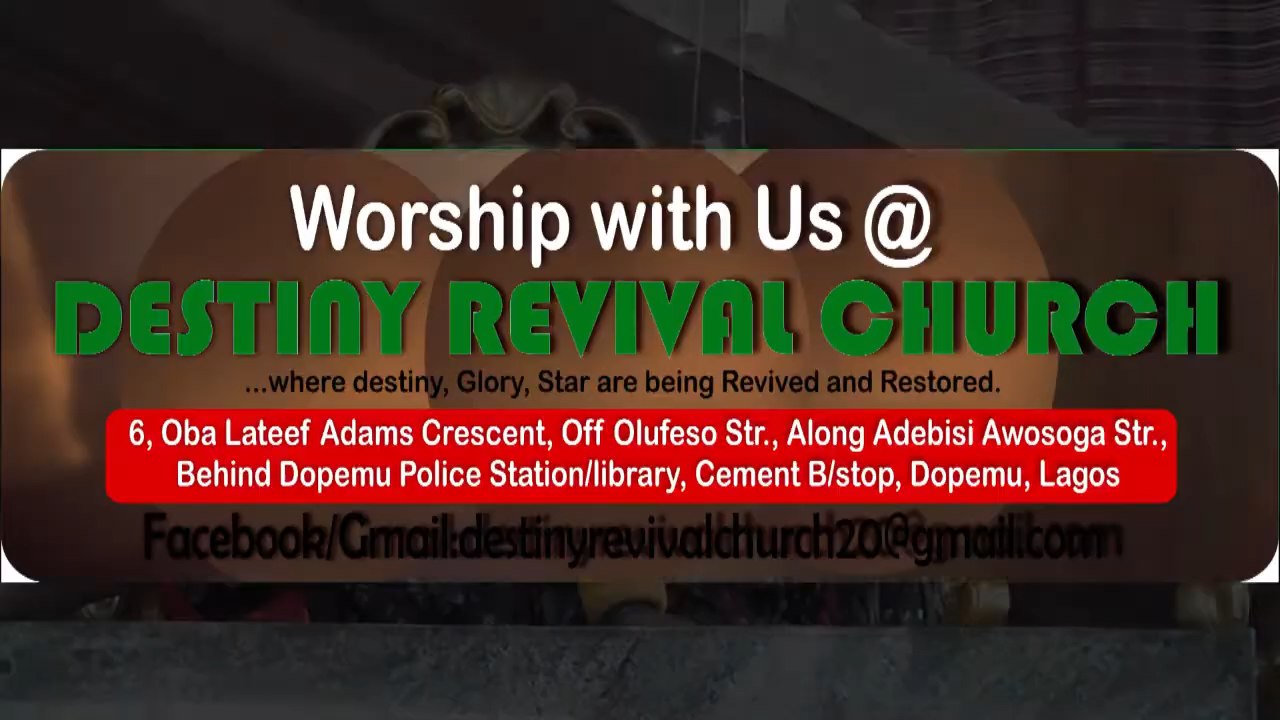 Worship with Us @
DESTINY REVIVAL CHURCH
...where destiny, Glory, Star are being Revived and Restored.
6, Oba Lateef Adams Crescent, Off Olufeso Str., Along Adebisi Awosoga Str.,
Behind Dopemu Police Station/library, Cement B/stop, Dopemu, Lagos
Facebook/Gmail:destinyrevivalchurch20@gmail.com